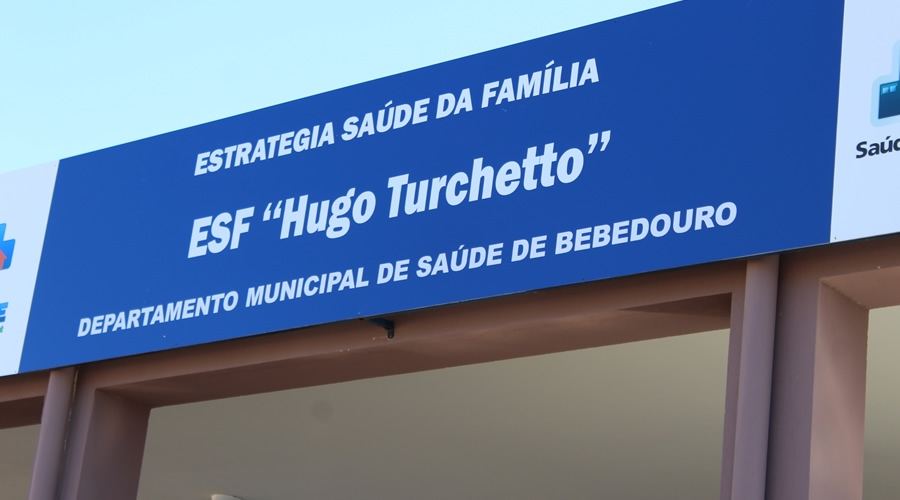 ESTRATEGIA SAÚDE DA FAMÍLIA
ESF “Hugo Turchetto”
DEPARTAMENTO MUNICIPAL DE SAÚDE DE BEBEDOURO